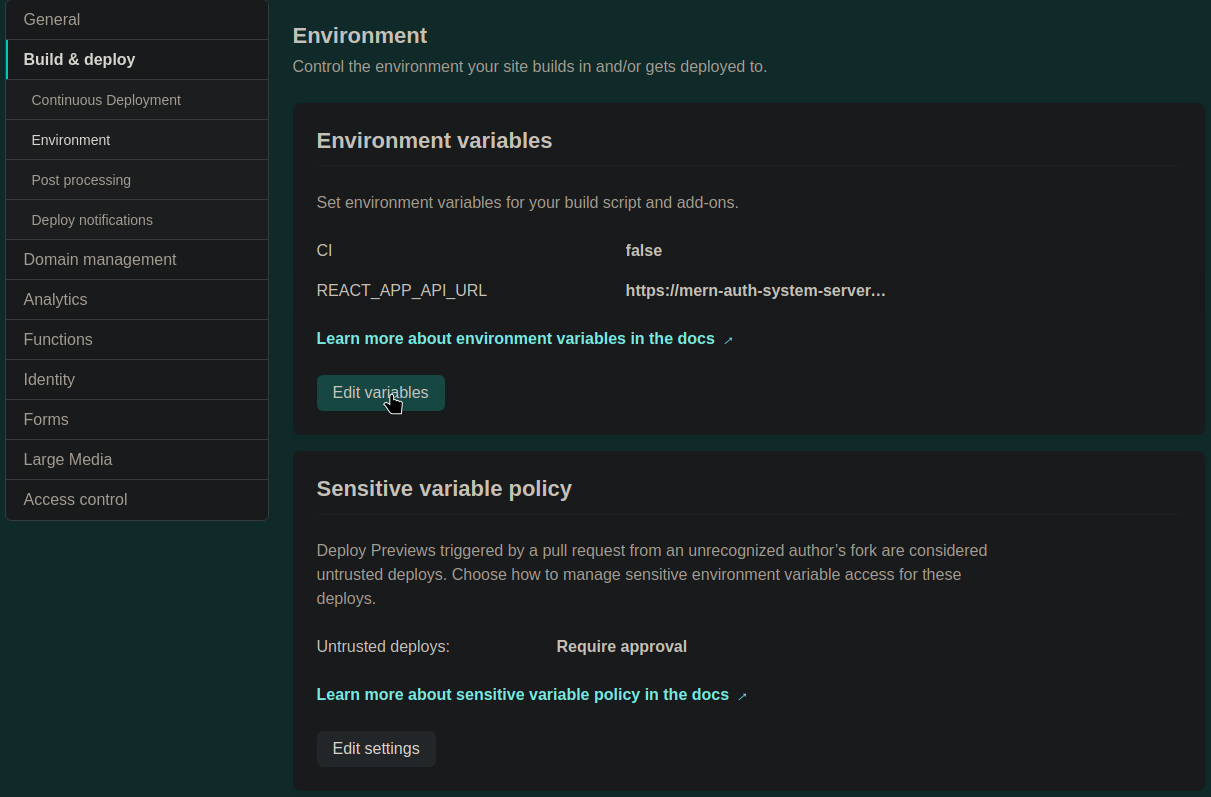 General
Build & deploy
Continuous Deployment
Environment
Post processing
Deploy notifications
Domain management
Analytics
Functions
Identity
Forms
Large Media
Access control
Environment
Control the environment your site builds in and/or gets deployed to.
Environment variables
Set environment variables for your build script and add-ons.
CI false
REACT_APP_API_URL https://mern-auth-system-server…
Learn more about environment variables in the docs ↗
Edit variables
Sensitive variable policy
Deploy Previews triggered by a pull request from an unrecognized author’s fork are considered
untrusted deploys. Choose how to manage sensitive environment variable access for these
deploys.
Untrusted deploys: Require approval
Learn more about sensitive variable policy in the docs ↗
Edit settings